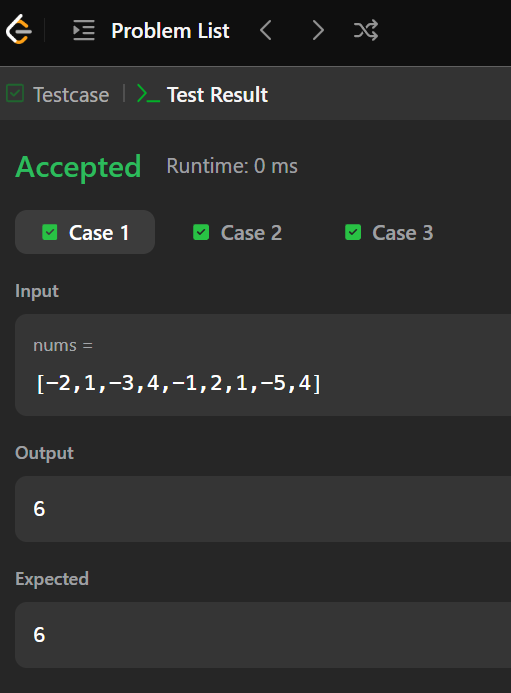 Problem List
Testcase Test Result
Accepted Runtime: 0 ms
Case 1 Case 2 Case 3
Input
nums =
[-2,1,-3,4,-1,2,1,-5,4]
Output
6
Expected
6